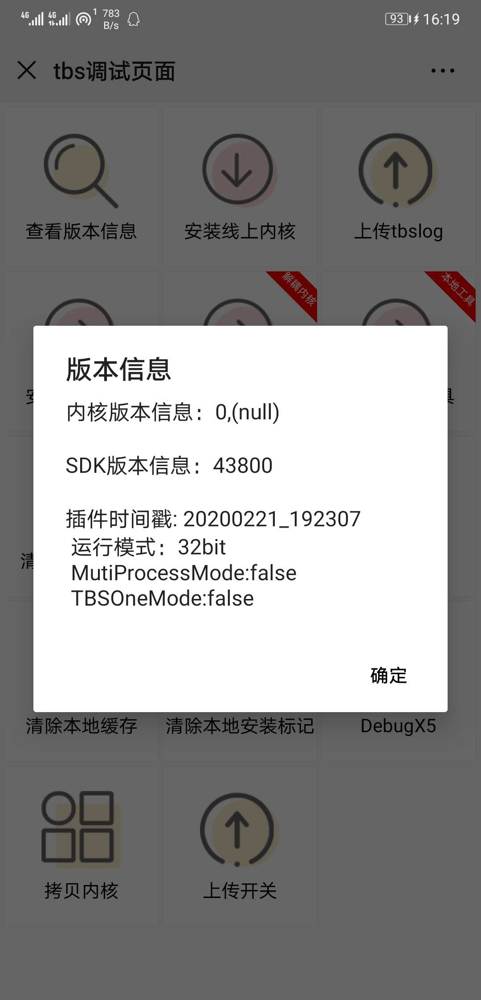 4G 4G 1 783 B/s 93 16:19
tbs调试页面
查看版本信息 安装线上内核 上传tbslog
解耦内核 本地工具
版本信息
内核版本信息：0,(null)
SDK版本信息：43800
插件时间戳: 20200221_192307
运行模式：32bit
MutiProcessMode:false
TBSOneMode:false
确定
清
清除本地缓存 清除本地安装标记 DebugX5
拷贝内核 上传开关